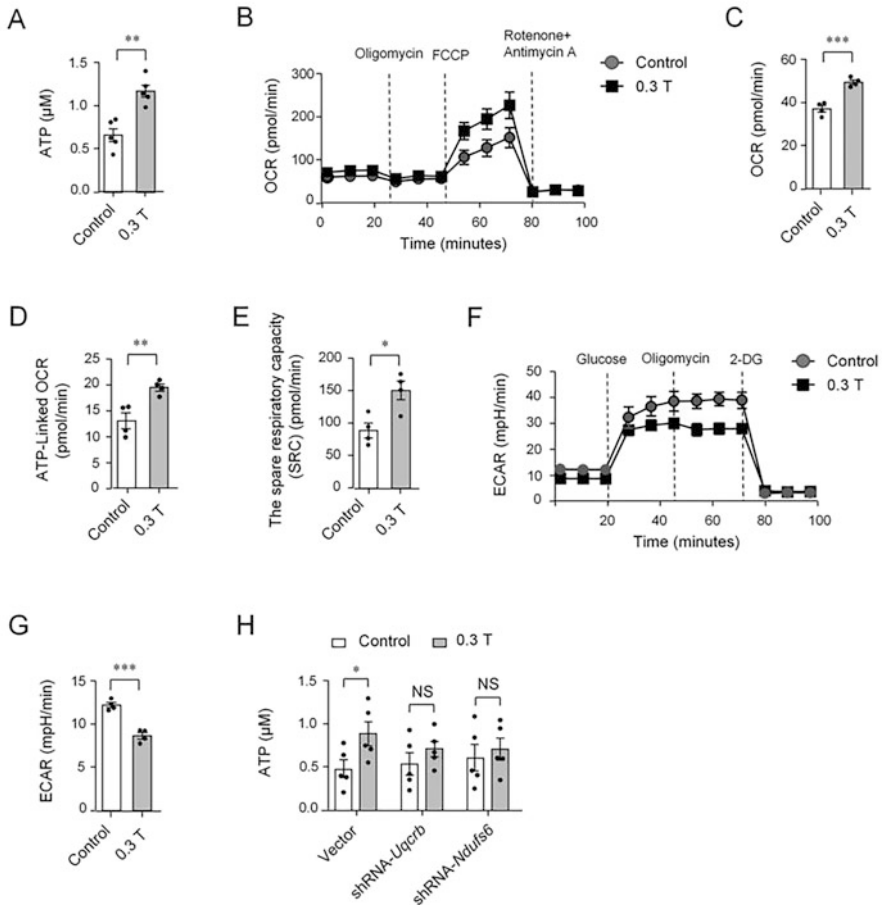 A
**
ATP (µM)
1.5
1.0
0.5
0.0
Control
0.3 T
B
Oligomycin
FCCP
Rotenone+
Antimycin A
Control
0.3 T
OCR (pmol/min)
300
200
100
0
0
20
40
60
80
100
Time (minutes)
C
***
OCR (pmol/min)
60
40
20
0
Control
0.3 T
D
**
ATP-Linked OCR
(pmol/min)
25
20
15
10
5
0
Control
0.3 T
E
*
The spare respiratory capacity
(SRC) (pmol/min)
200
150
100
50
0
Control
0.3 T
F
Glucose
Oligomycin
2-DG
Control
0.3 T
ECAR (mpH/min)
50
40
30
20
10
0
20
40
60
80
100
Time (minutes)
G
***
ECAR (mpH/min)
15
10
5
0
Control
0.3 T
H
Control
0.3 T
*
NS
NS
ATP (µM)
1.5
1.0
0.5
0.0
Vector
shRNA-Uqcrb
shRNA-Ndufs6